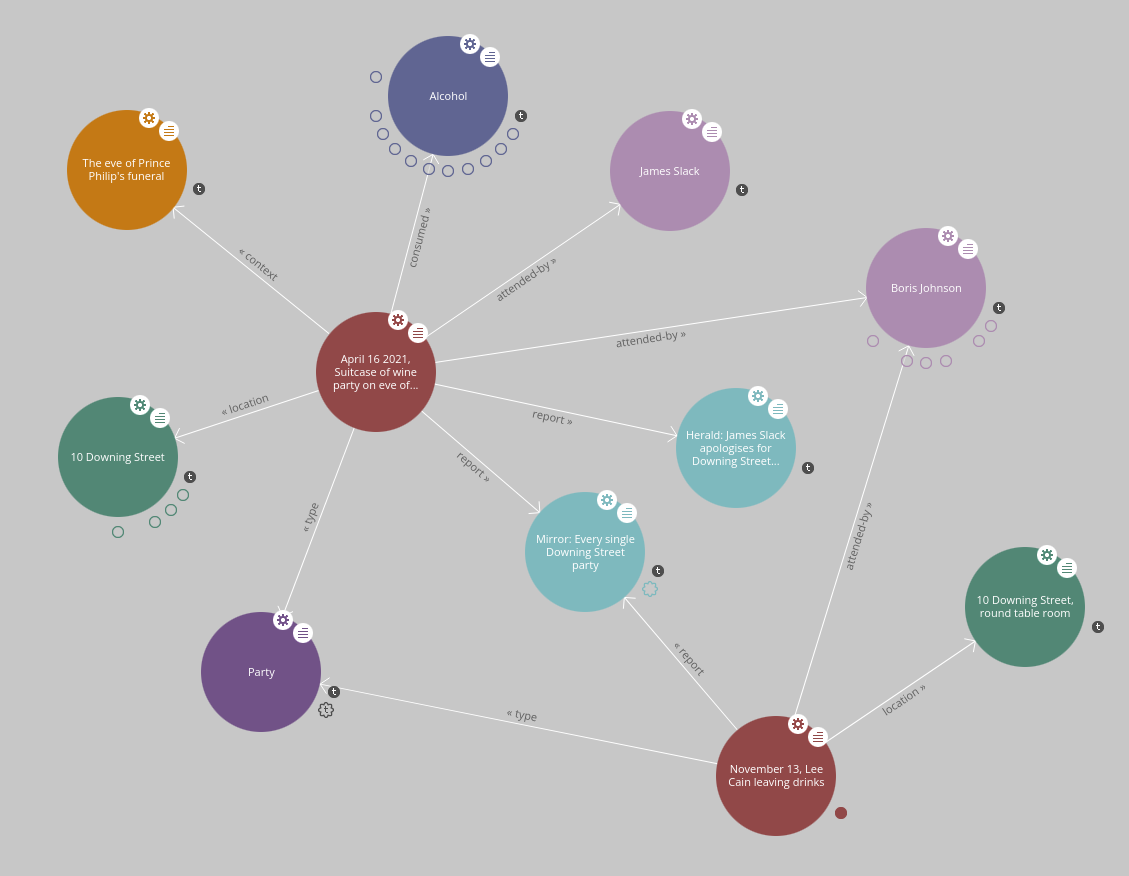 Alcohol
The eve of Prince
Philip's funeral
James Slack
« context
consumed »
attended-by »
Boris Johnson
attended-by »
April 16 2021,
Suitcase of wine
party on eve of...
« location
10 Downing Street
report »
Herald: James Slack
apologises for
Downing Street...
report »
« type
Mirror: Every single
Downing Street
party
attended-by »
10 Downing Street,
round table room
« report
Party
location »
« type
November 13, Lee
Cain leaving drinks
t
t
t
t
t
t
t
t
t
t